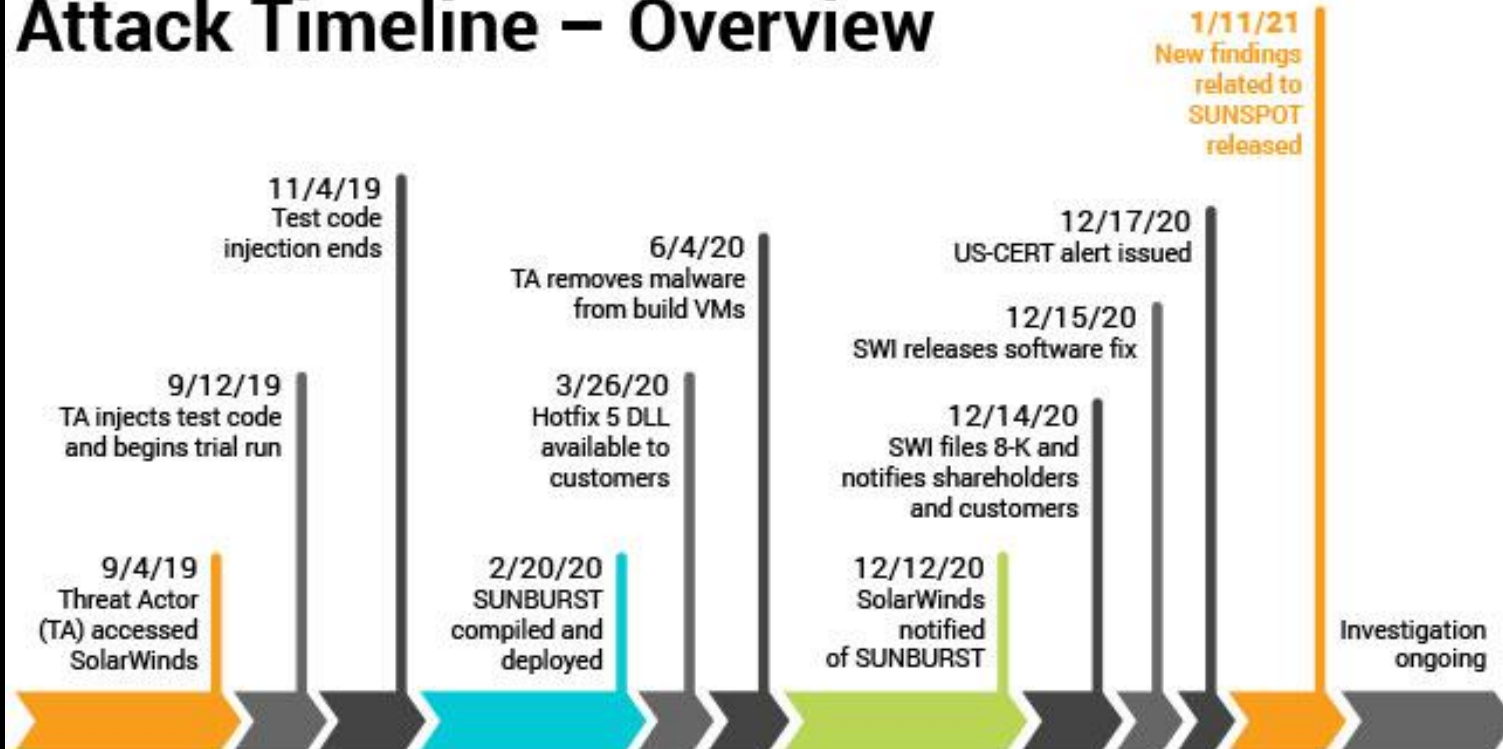 Attack Timeline – Overview
9/4/19
Threat Actor
(TA) accessed
SolarWinds
9/12/19
TA injects test code
and begins trial run
11/4/19
Test code
injection ends
2/20/20
SUNBURST
compiled and
deployed
3/26/20
Hotfix 5 DLL
available to
customers
6/4/20
TA removes malware
from build VMs
12/12/20
SolarWinds
notified
of SUNBURST
12/14/20
SWI files 8-K and
notifies shareholders
and customers
12/15/20
SWI releases software fix
12/17/20
US-CERT alert issued
1/11/21
New findings
related to
SUNSPOT
released
Investigation
ongoing